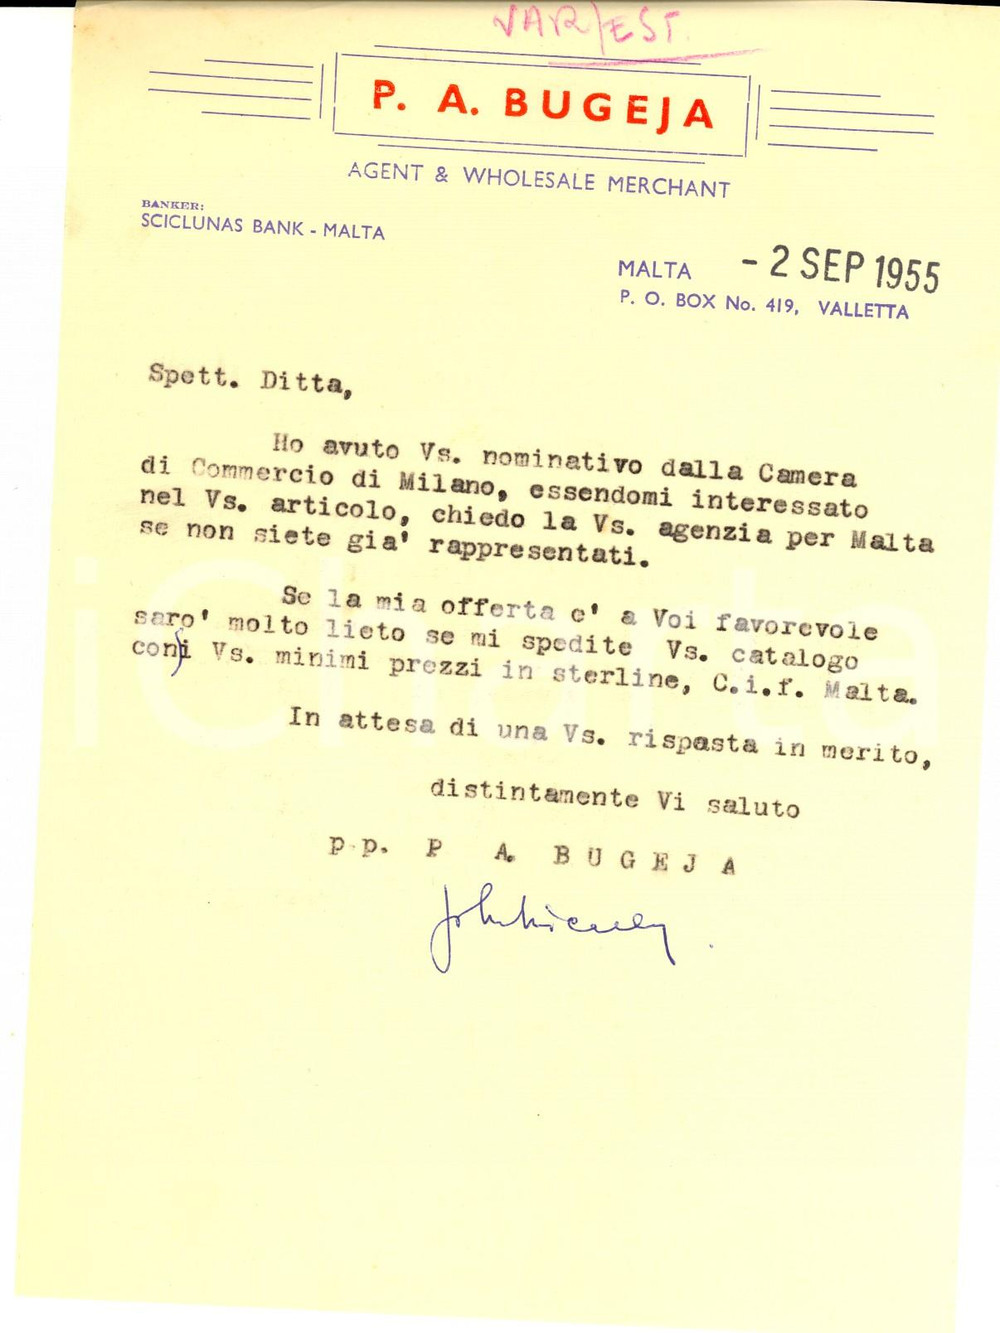 VAR/EST.
P. A. BUGEJA
AGENT & WHOLESALE MERCHANT
BANKER:
SCICLUNAS BANK - MALTA
MALTA - 2 SEP 1955
P. O. BOX No. 419, VALLETTA
Spett. Ditta,
Ho avuto Vs. nominativo dalla Camera
di Commercio di Milano, essendomi interessato
nel Vs. articolo, chiedo la Vs. agenzia per Malta
se non siete gia' rappresentati.
Se la mia offerta e' a Voi favorevole
saro' molto lieto se mi spedite Vs. catalogo
con i Vs. minimi prezzi in sterline, C.i.f. Malta.
In attesa di una Vs. rispasta in merito,
distintamente Vi saluto
p.p. P A. BUGEJA